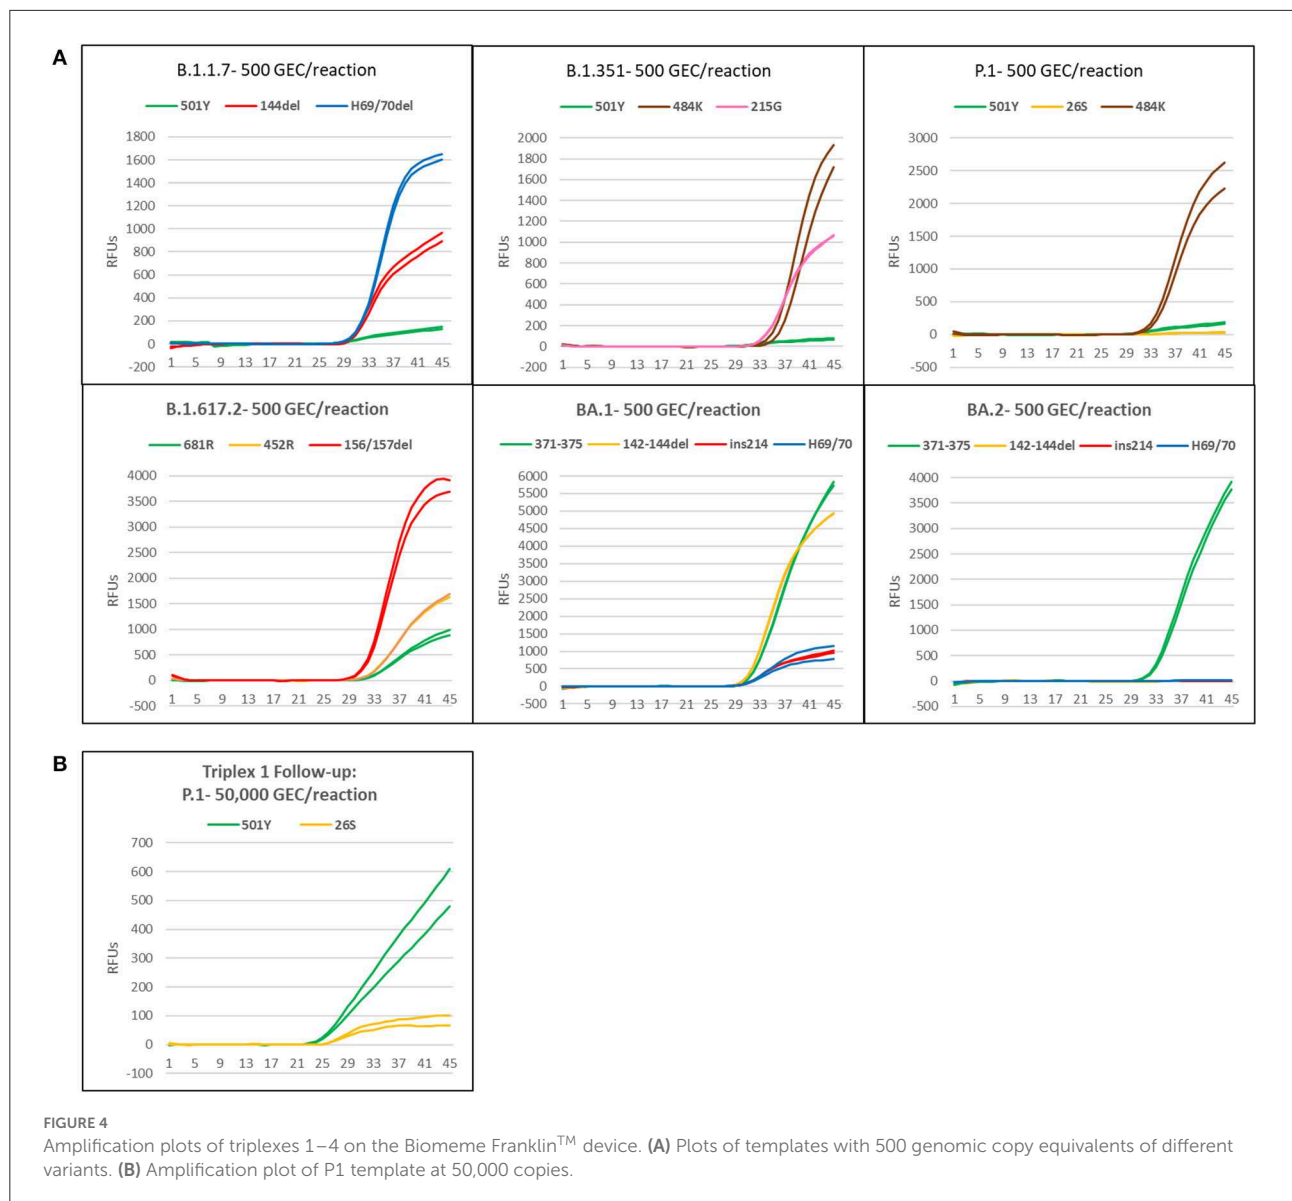 A
B.1.1.7- 500 GEC/reaction
501Y 144del H69/70del
1800
1600
1400
1200
1000
800
600
400
200
0
-200
RFUs
1 5 9 13 17 21 25 29 33 37 41 45
B.1.351- 500 GEC/reaction
501Y 484K 215G
2000
1800
1600
1400
1200
1000
800
600
400
200
0
-200
RFUs
1 5 9 13 17 21 25 29 33 37 41 45
P.1- 500 GEC/reaction
501Y 26S 484K
3000
2500
2000
1500
1000
500
0
-500
RFUs
1 5 9 13 17 21 25 29 33 37 41 45
B.1.617.2- 500 GEC/reaction
681R 452R 156/157del
4000
3500
3000
2500
2000
1500
1000
500
0
-500
RFUs
1 5 9 13 17 21 25 29 33 37 41 45
BA.1- 500 GEC/reaction
371-375 142-144del ins214 H69/70
6000
5500
5000
4500
4000
3500
3000
2500
2000
1500
1000
500
0
-500
RFUs
1 5 9 13 17 21 25 29 33 37 41 45
BA.2- 500 GEC/reaction
371-375 142-144del ins214 H69/70
4000
3500
3000
2500
2000
1500
1000
500
0
-500
RFUs
1 5 9 13 17 21 25 29 33 37 41 45
B
Triplex 1 Follow-up:
P.1- 50,000 GEC/reaction
501Y 26S
700
600
500
400
300
200
100
0
-100
RFUs
1 5 9 13 17 21 25 29 33 37 41 45
FIGURE 4
Amplification plots of triplexes 1–4 on the Biomeme Franklin™ device. (A) Plots of templates with 500 genomic copy equivalents of different
variants. (B) Amplification plot of P1 template at 50,000 copies.